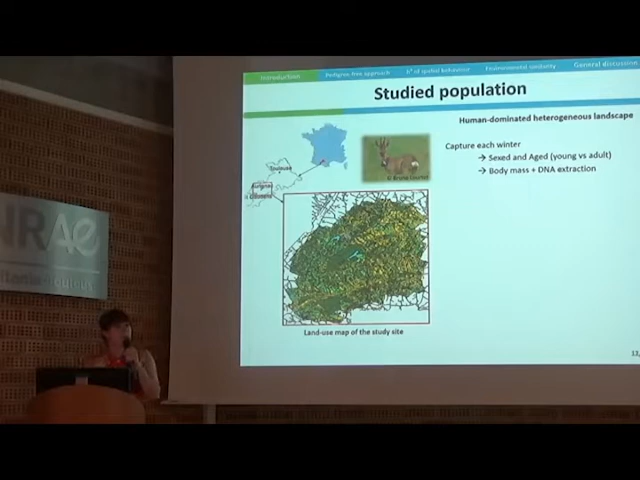 Introduction
Pedigree-free approach
h² of spatial behaviour
Environmental similarity
General discussion
Studied population
Human-dominated heterogeneous landscape
Capture each winter
→ Sexed and Aged (young vs adult)
→ Body mass + DNA extraction
Toulouse
Aurignac
Land-use map of the study site
NRAE